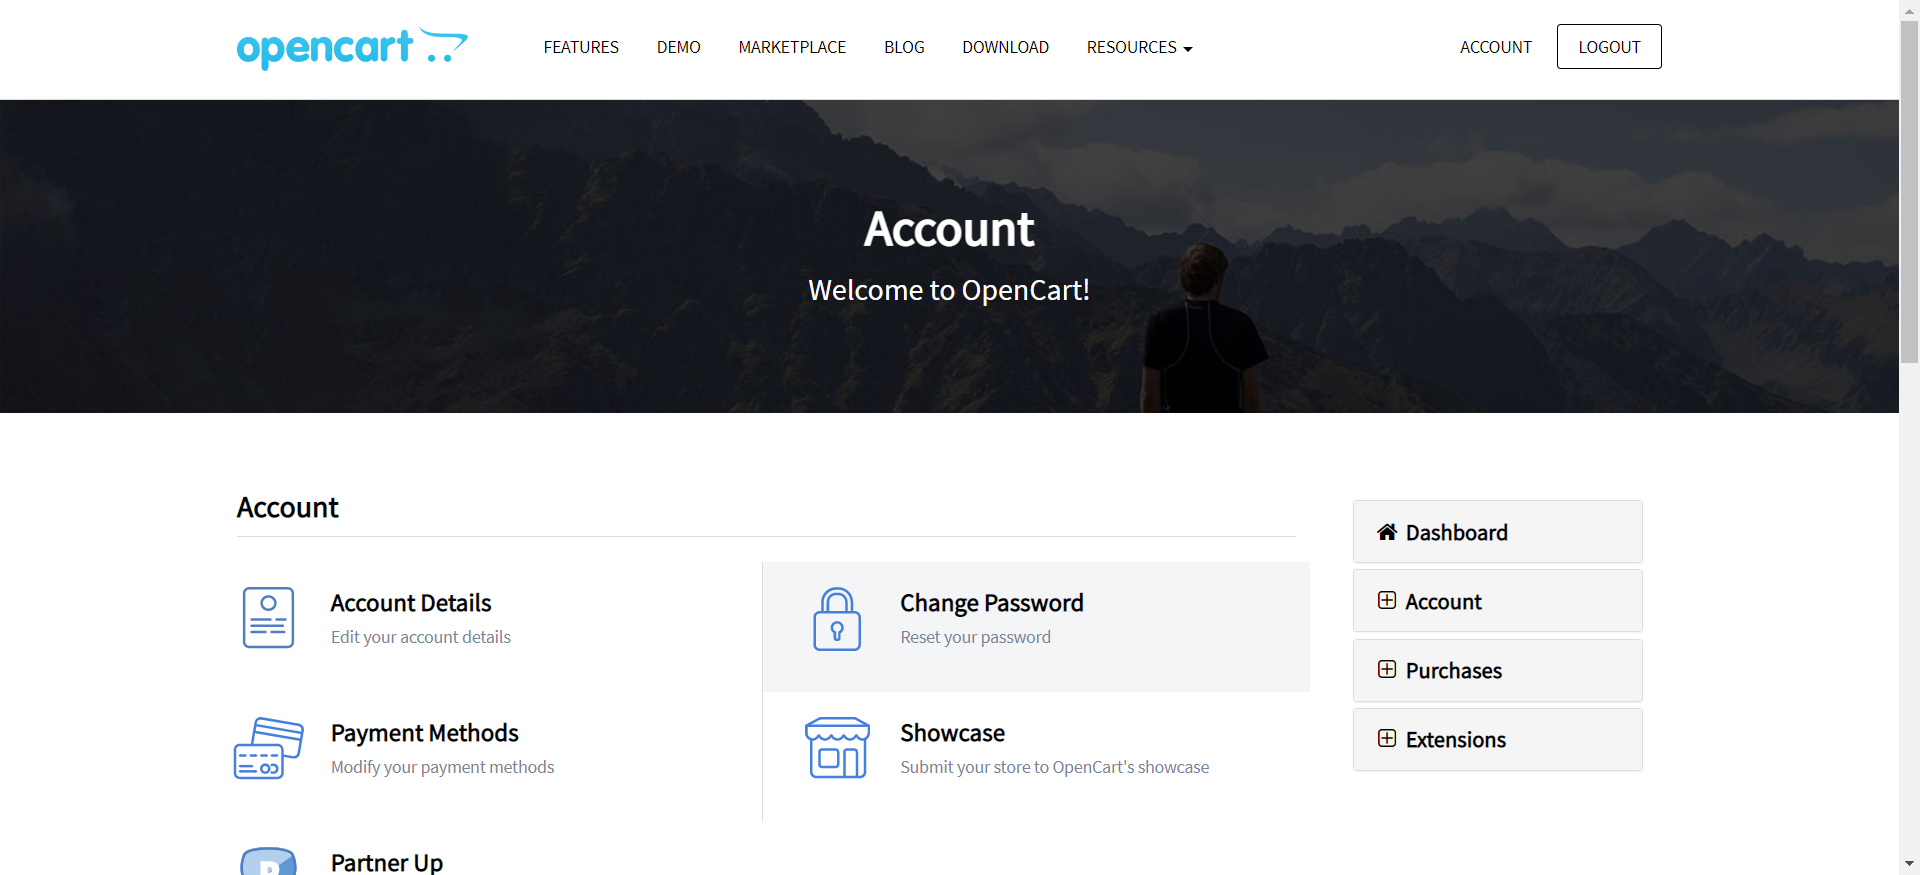 opencart
FEATURES
DEMO
MARKETPLACE
BLOG
DOWNLOAD
RESOURCES
ACCOUNT
LOGOUT
Account
Welcome to OpenCart!
Account
Account Details
Edit your account details
Change Password
Reset your password
Payment Methods
Modify your payment methods
Showcase
Submit your store to OpenCart's showcase
Partner Up
Dashboard
Account
Purchases
Extensions